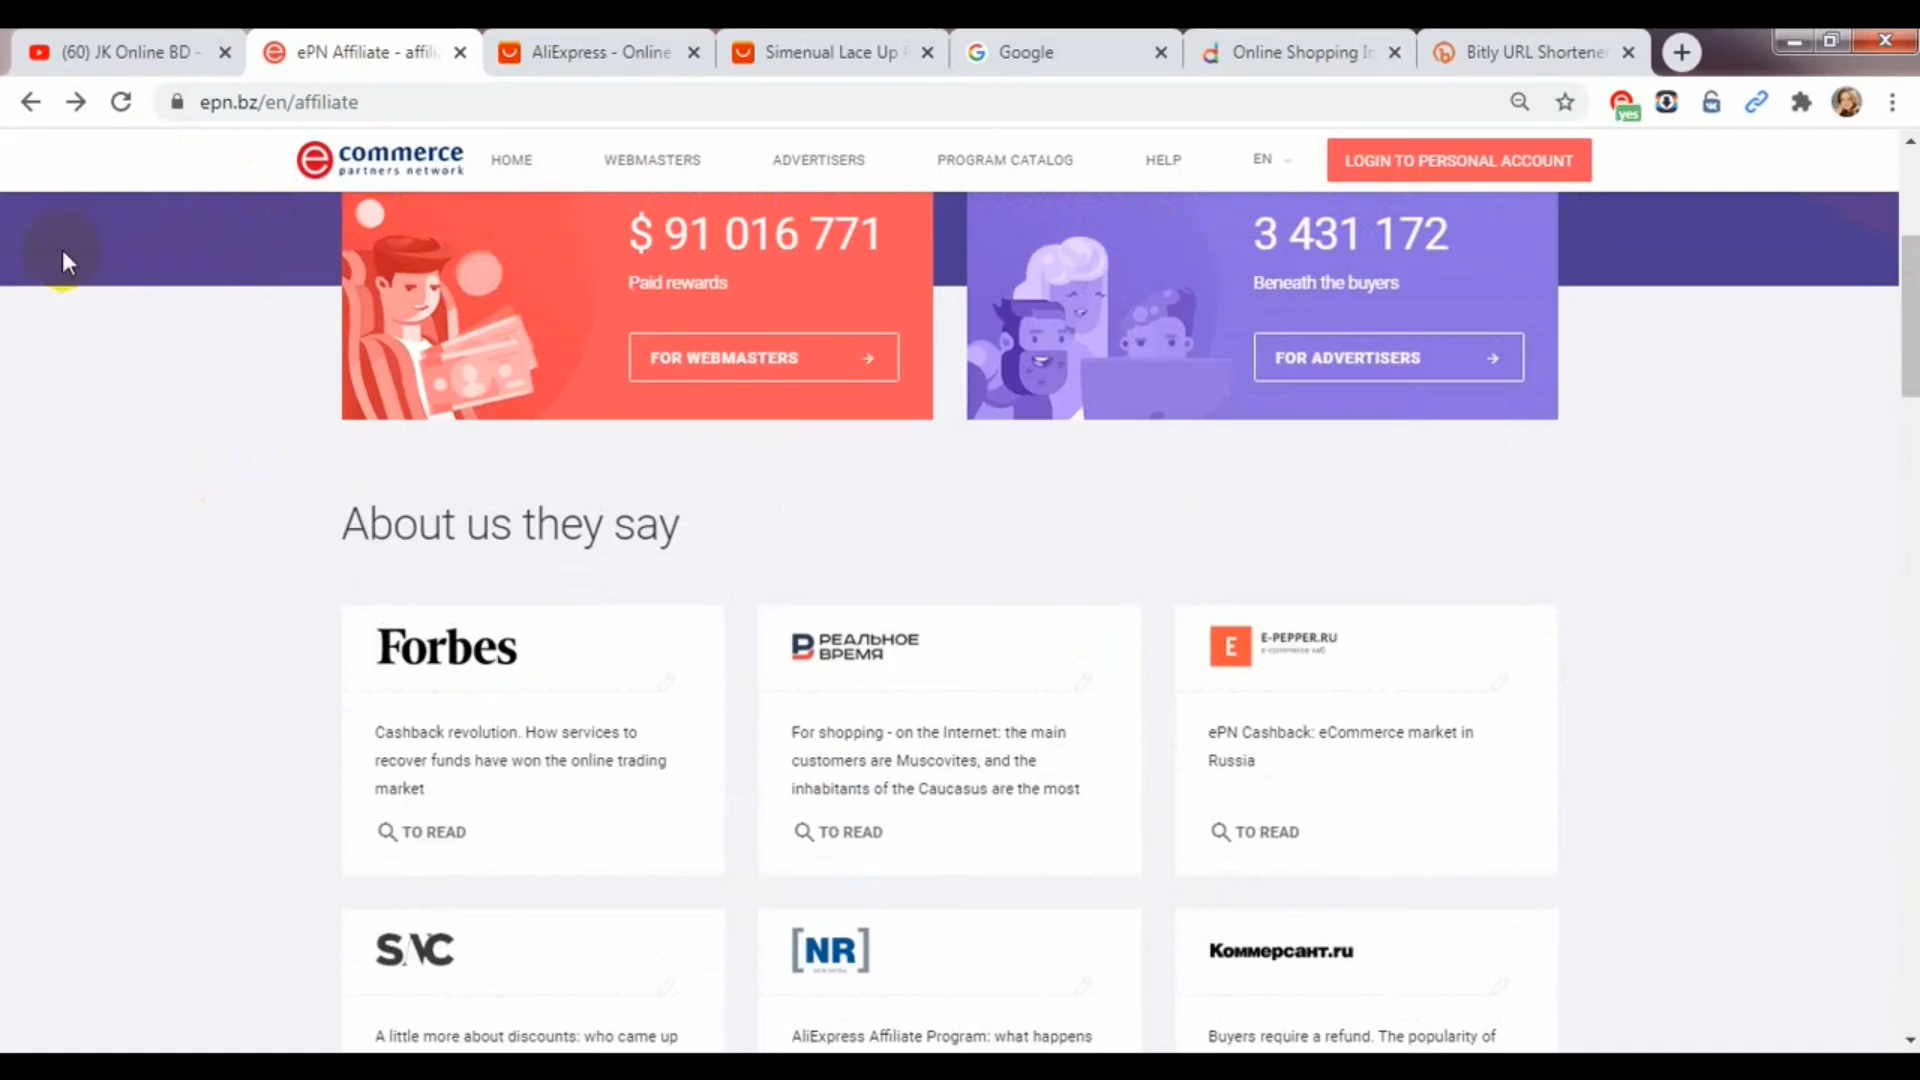 (60) JK Online BD -
ePN Affiliate - affili
AliExpress - Online
Simenual Lace Up
Google
Online Shopping In
Bitly URL Shortener
epn.bz/en/affiliate
yes
commerce
partners network
HOME
WEBMASTERS
ADVERTISERS
PROGRAM CATALOG
HELP
EN
LOGIN TO PERSONAL ACCOUNT
$ 91 016 771
Paid rewards
FOR WEBMASTERS
3 431 172
Beneath the buyers
FOR ADVERTISERS
About us they say
Forbes
Cashback revolution. How services to
recover funds have won the online trading
market
TO READ
РЕАЛЬНОЕ
ВРЕМЯ
For shopping - on the Internet: the main
customers are Muscovites, and the
inhabitants of the Caucasus are the most
TO READ
E
E-PEPPER.RU
e-commerce хаб
ePN Cashback: eCommerce market in
Russia
TO READ
SNC
A little more about discounts: who came up
[NR]
AliExpress Affiliate Program: what happens
Коммерсант.ru
Buyers require a refund. The popularity of